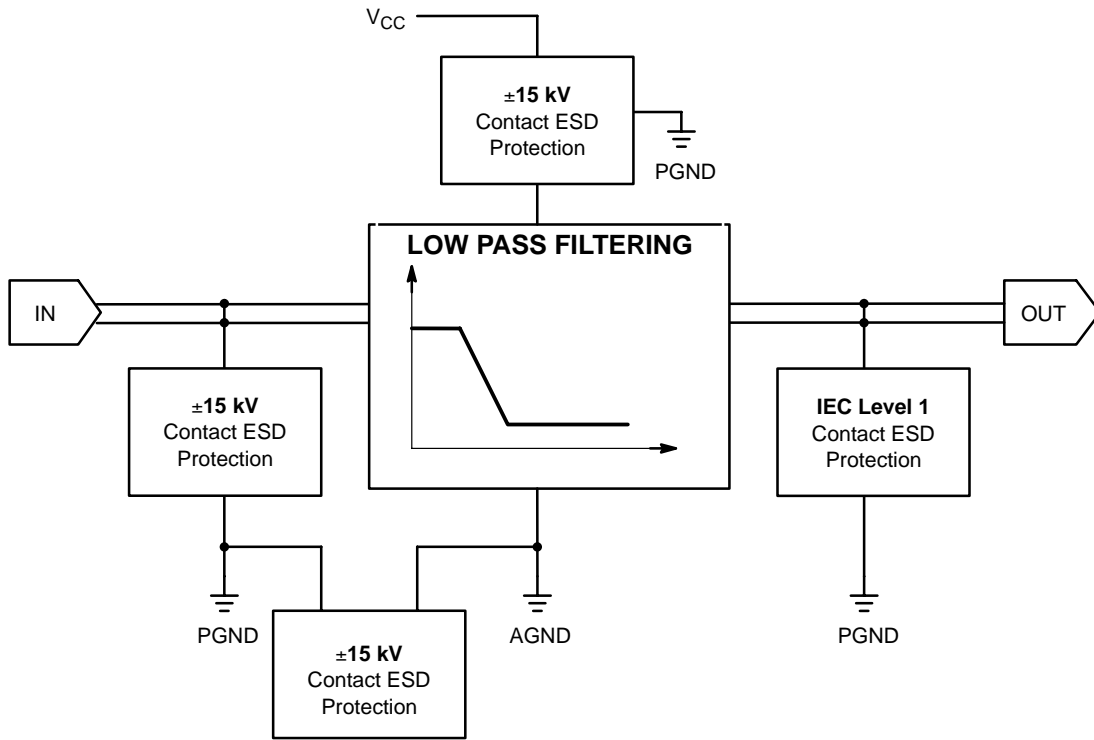 V_CC
±15 kV
Contact ESD
Protection
PGND
LOW PASS FILTERING
IN
OUT
±15 kV
Contact ESD
Protection
IEC Level 1
Contact ESD
Protection
PGND
AGND
PGND
±15 kV
Contact ESD
Protection